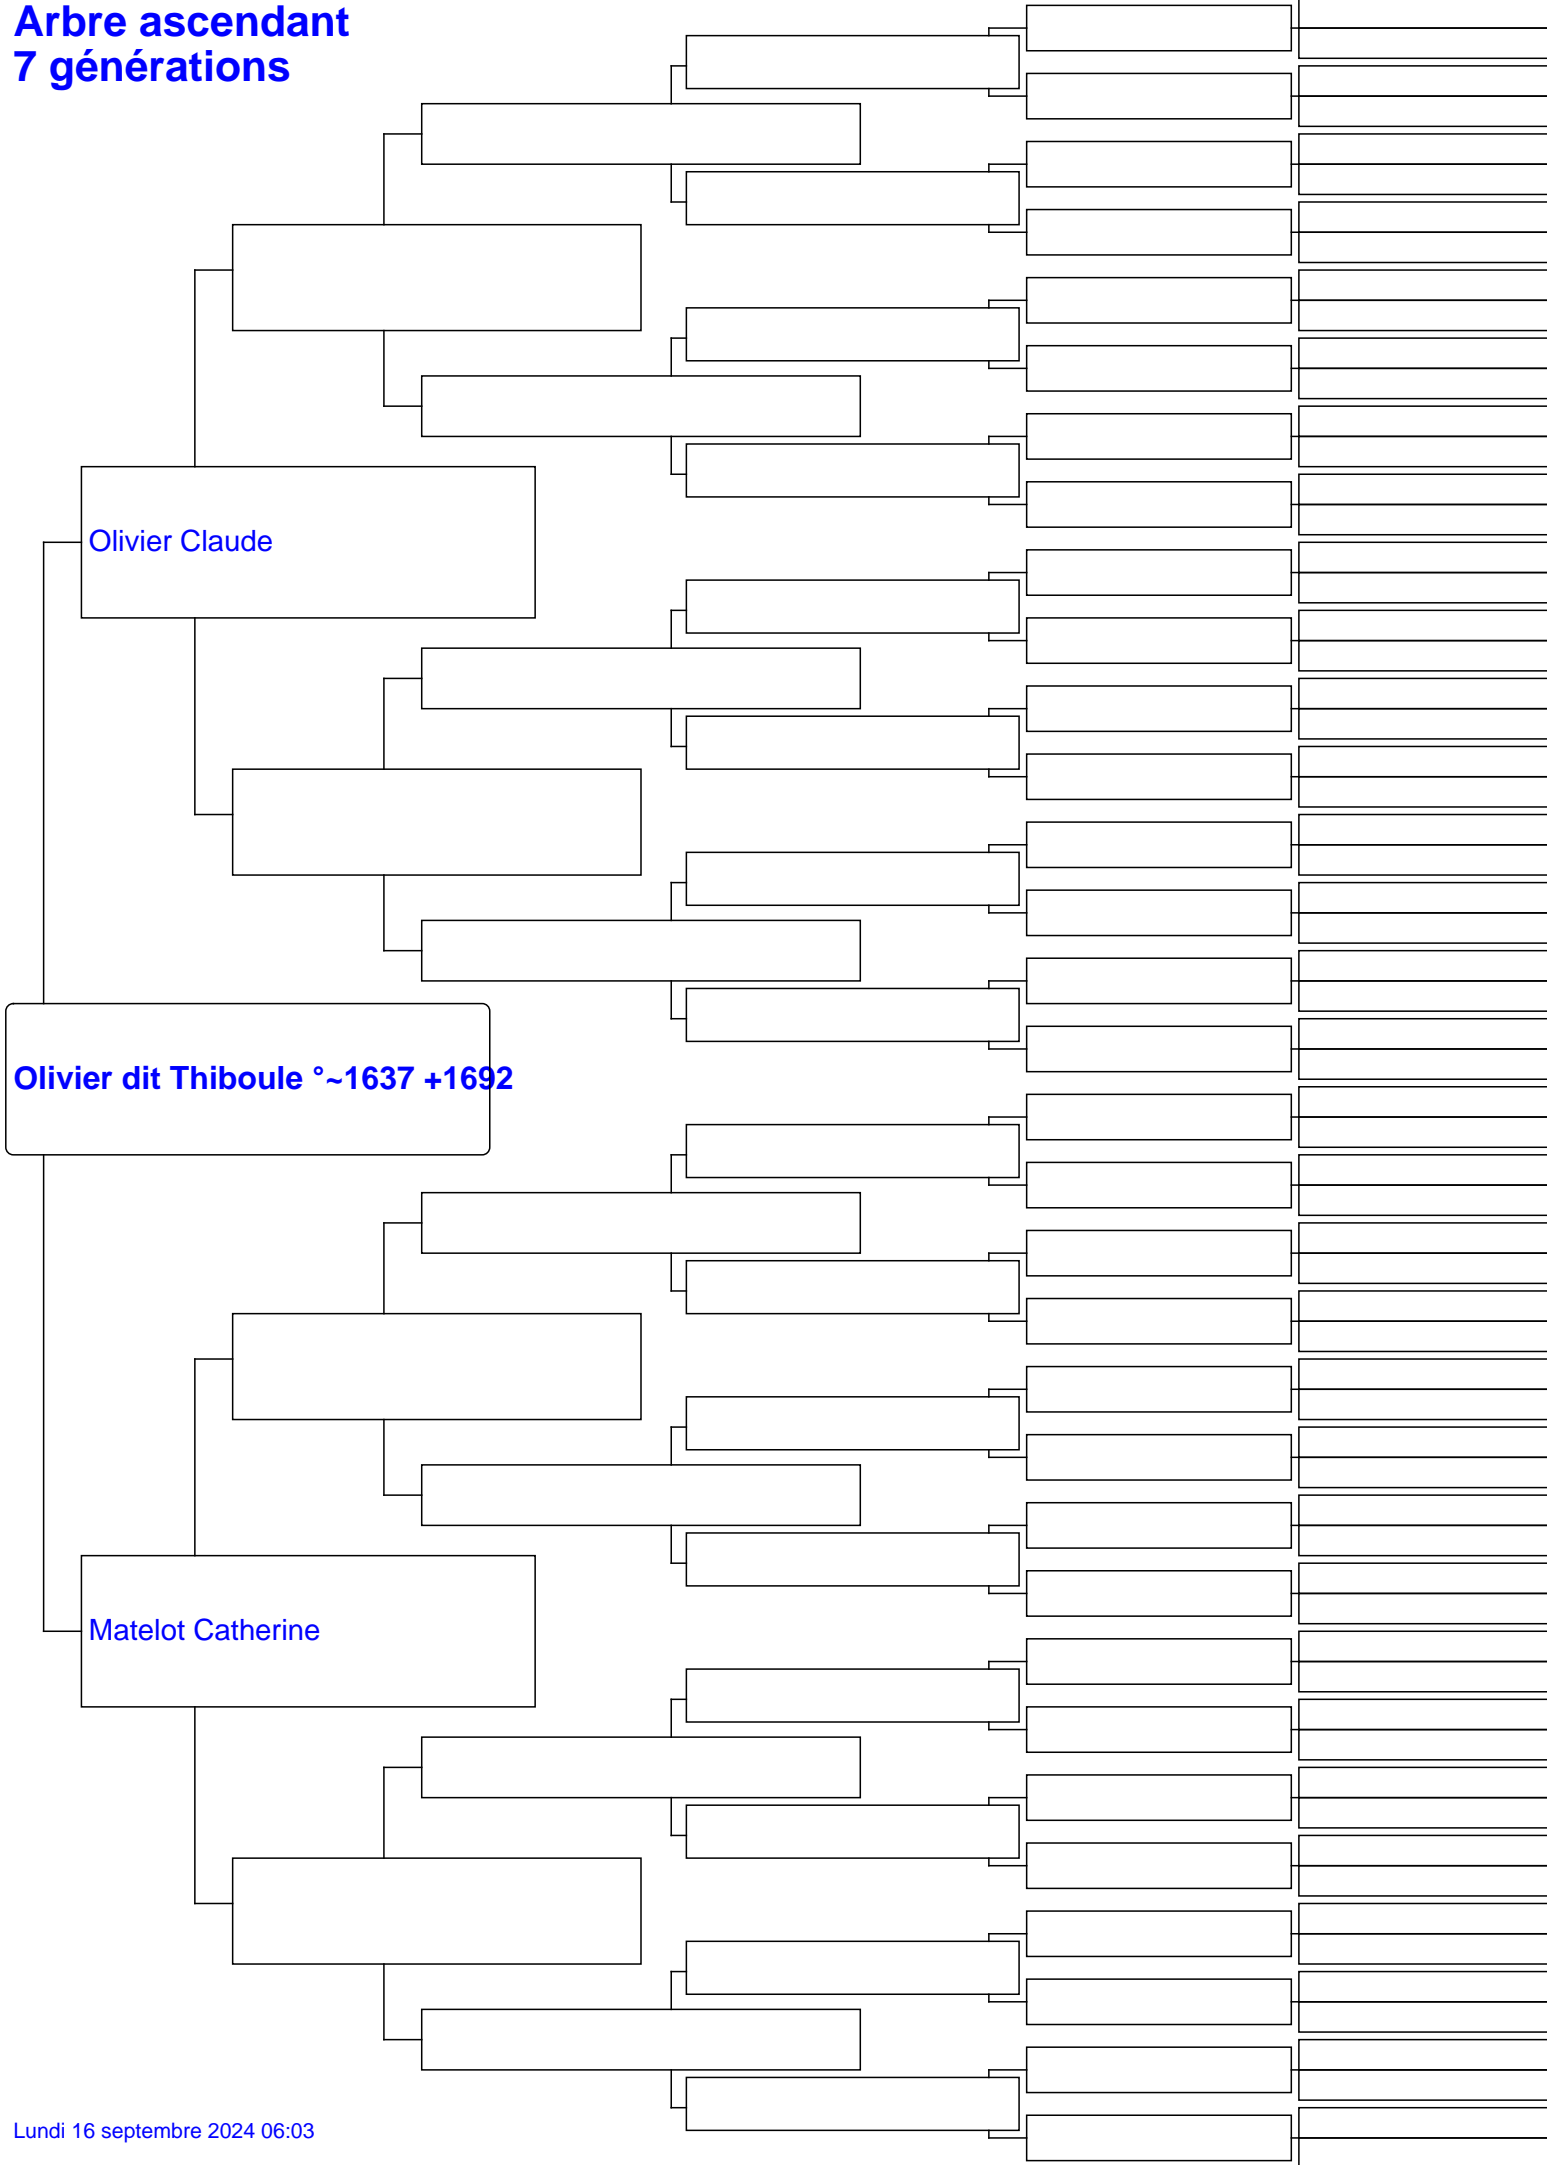 Arbre ascendant
7 générations
Olivier Claude
Olivier dit Thiboule °~1637 +1692
Matelot Catherine
Lundi 16 septembre 2024 06:03